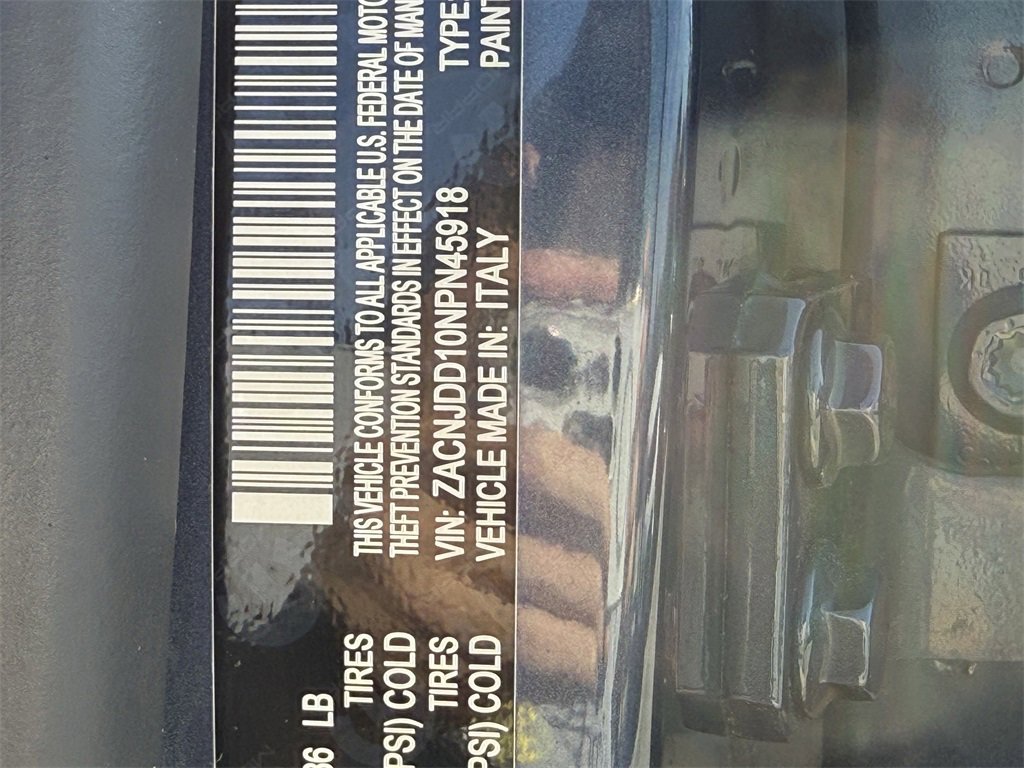 36 LB
TIRES
PSI) COLD
TIRES
PSI) COLD
THIS VEHICLE CONFORMS TO ALL APPLICABLE U.S. FEDERAL MOTO
THEFT PREVENTION STANDARDS IN EFFECT ON THE DATE OF MAN
VIN: ZACNJDD10NPN45918 TYPE
VEHICLE MADE IN: ITALY PAINT